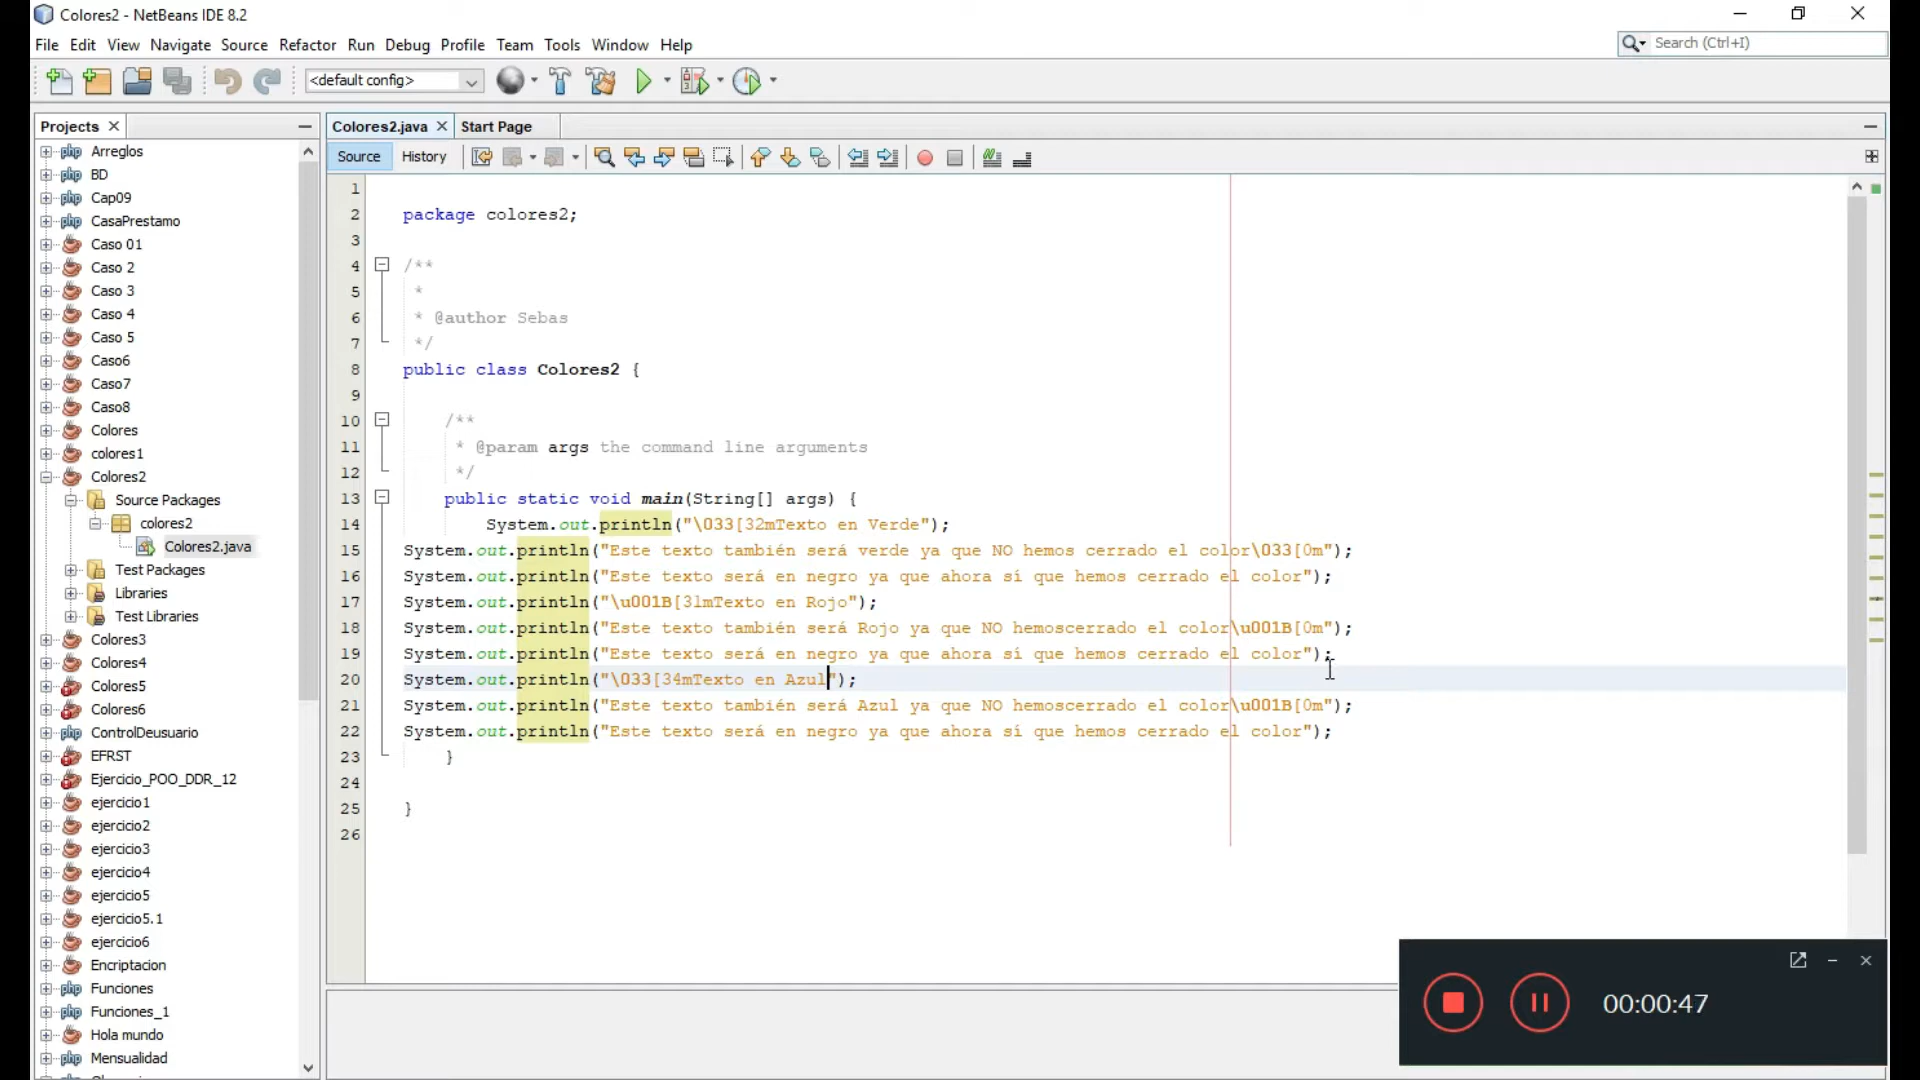 Colores2 - NetBeans IDE 8.2
File Edit View Navigate Source Refactor Run Debug Profile Team Tools Window Help
Search (Ctrl+I)
<default config>
Projects
Arreglos
BD
Cap09
CasaPrestamo
Caso 01
Caso 2
Caso 3
Caso 4
Caso 5
Caso6
Caso7
Caso8
Colores
colores1
Colores2
Source Packages
colores2
Colores2.java
Test Packages
Libraries
Test Libraries
Colores3
Colores4
Colores5
Colores6
ControlDeusuario
EFRST
Ejercicio_POO_DDR_12
ejercicio1
ejercicio2
ejercicio3
ejercicio4
ejercicio5
ejercicio5.1
ejercicio6
Encriptacion
Funciones
Funciones_1
Hola mundo
Mensualidad
Colores2.java Start Page
Source History
1
2 package colores2;
3
4 /**
5 *
6 * @author Sebas
7 */
8 public class Colores2 {
9
10 /**
11 * @param args the command line arguments
12 */
13 public static void main(String[] args) {
14 System.out.println("\033[32mTexto en Verde");
15 System.out.println("Este texto también será verde ya que NO hemos cerrado el color\033[0m");
16 System.out.println("Este texto será en negro ya que ahora sí que hemos cerrado el color");
17 System.out.println("\u001B[31mTexto en Rojo");
18 System.out.println("Este texto también será Rojo ya que NO hemoscerrado el color\u001B[0m");
19 System.out.println("Este texto será en negro ya que ahora sí que hemos cerrado el color");
20 System.out.println("\033[34mTexto en Azul");
21 System.out.println("Este texto también será Azul ya que NO hemoscerrado el color\u001B[0m");
22 System.out.println("Este texto será en negro ya que ahora sí que hemos cerrado el color");
23 }
24
25 }
26
00:00:47